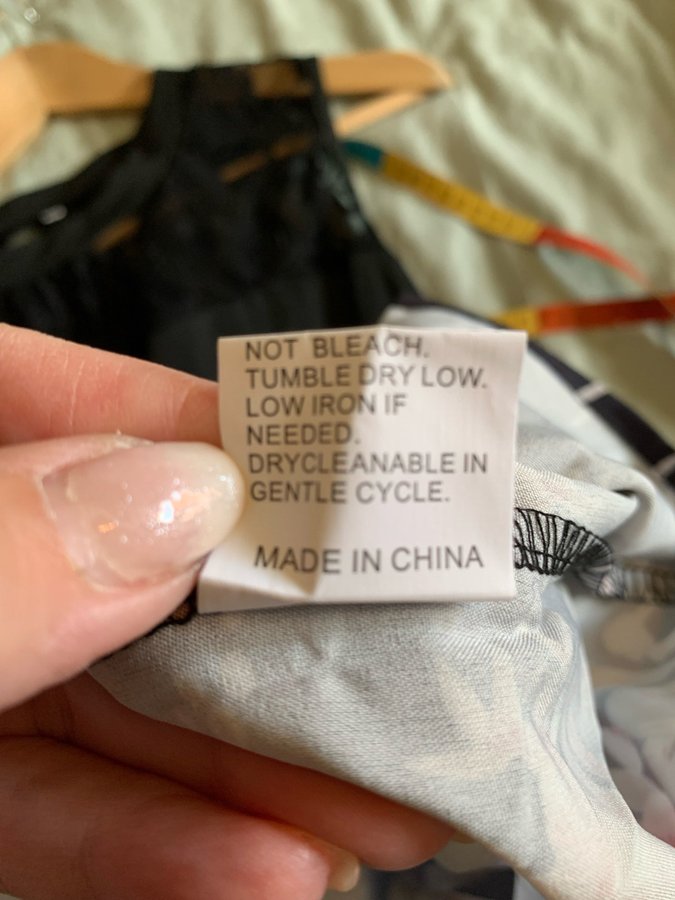 NOT BLEACH.
TUMBLE DRY LOW.
LOW IRON IF
NEEDED.
DRYCLEANABLE IN
GENTLE CYCLE.
MADE IN CHINA